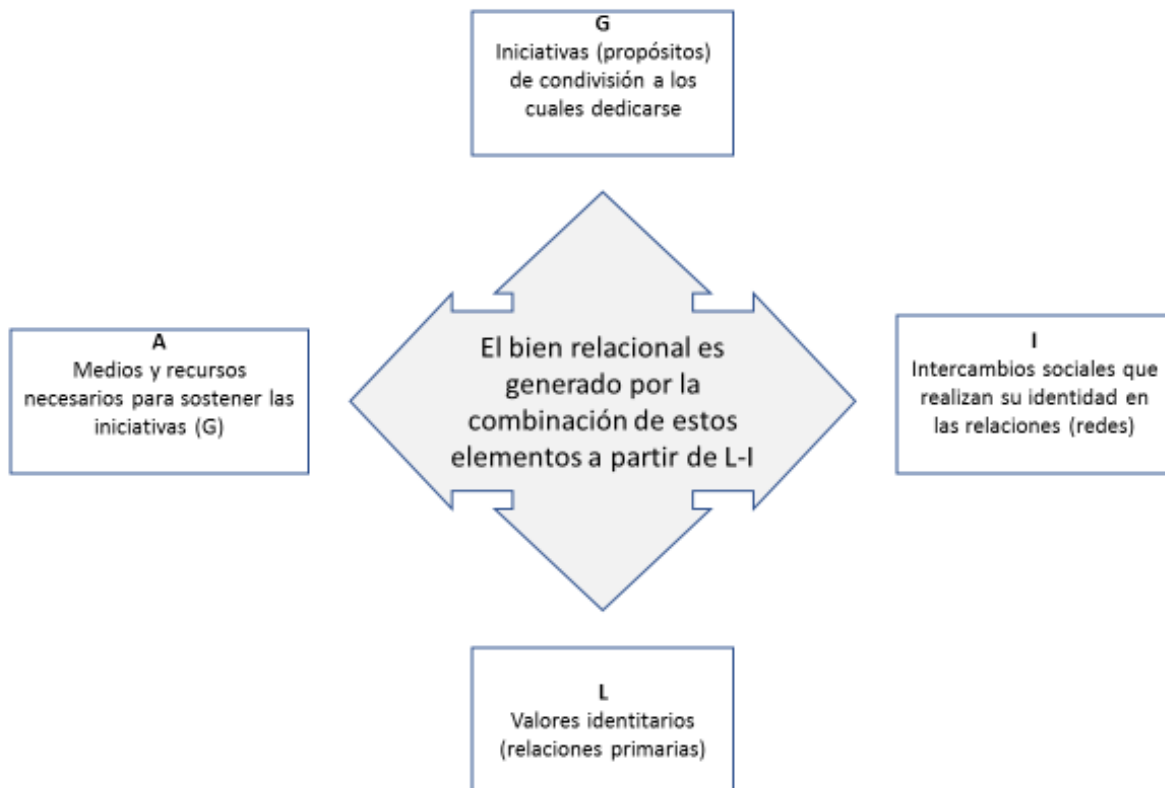 G
Iniciativas (propósitos)
de condivisión a los
cuales dedicarse
A
Medios y recursos
necesarios para sostener las
iniciativas (G)
El bien relacional es
generado por la
combinación de estos
elementos a partir de L-I
I
Intercambios sociales que
realizan su identidad en
las relaciones (redes)
L
Valores identitarios
(relaciones primarias)